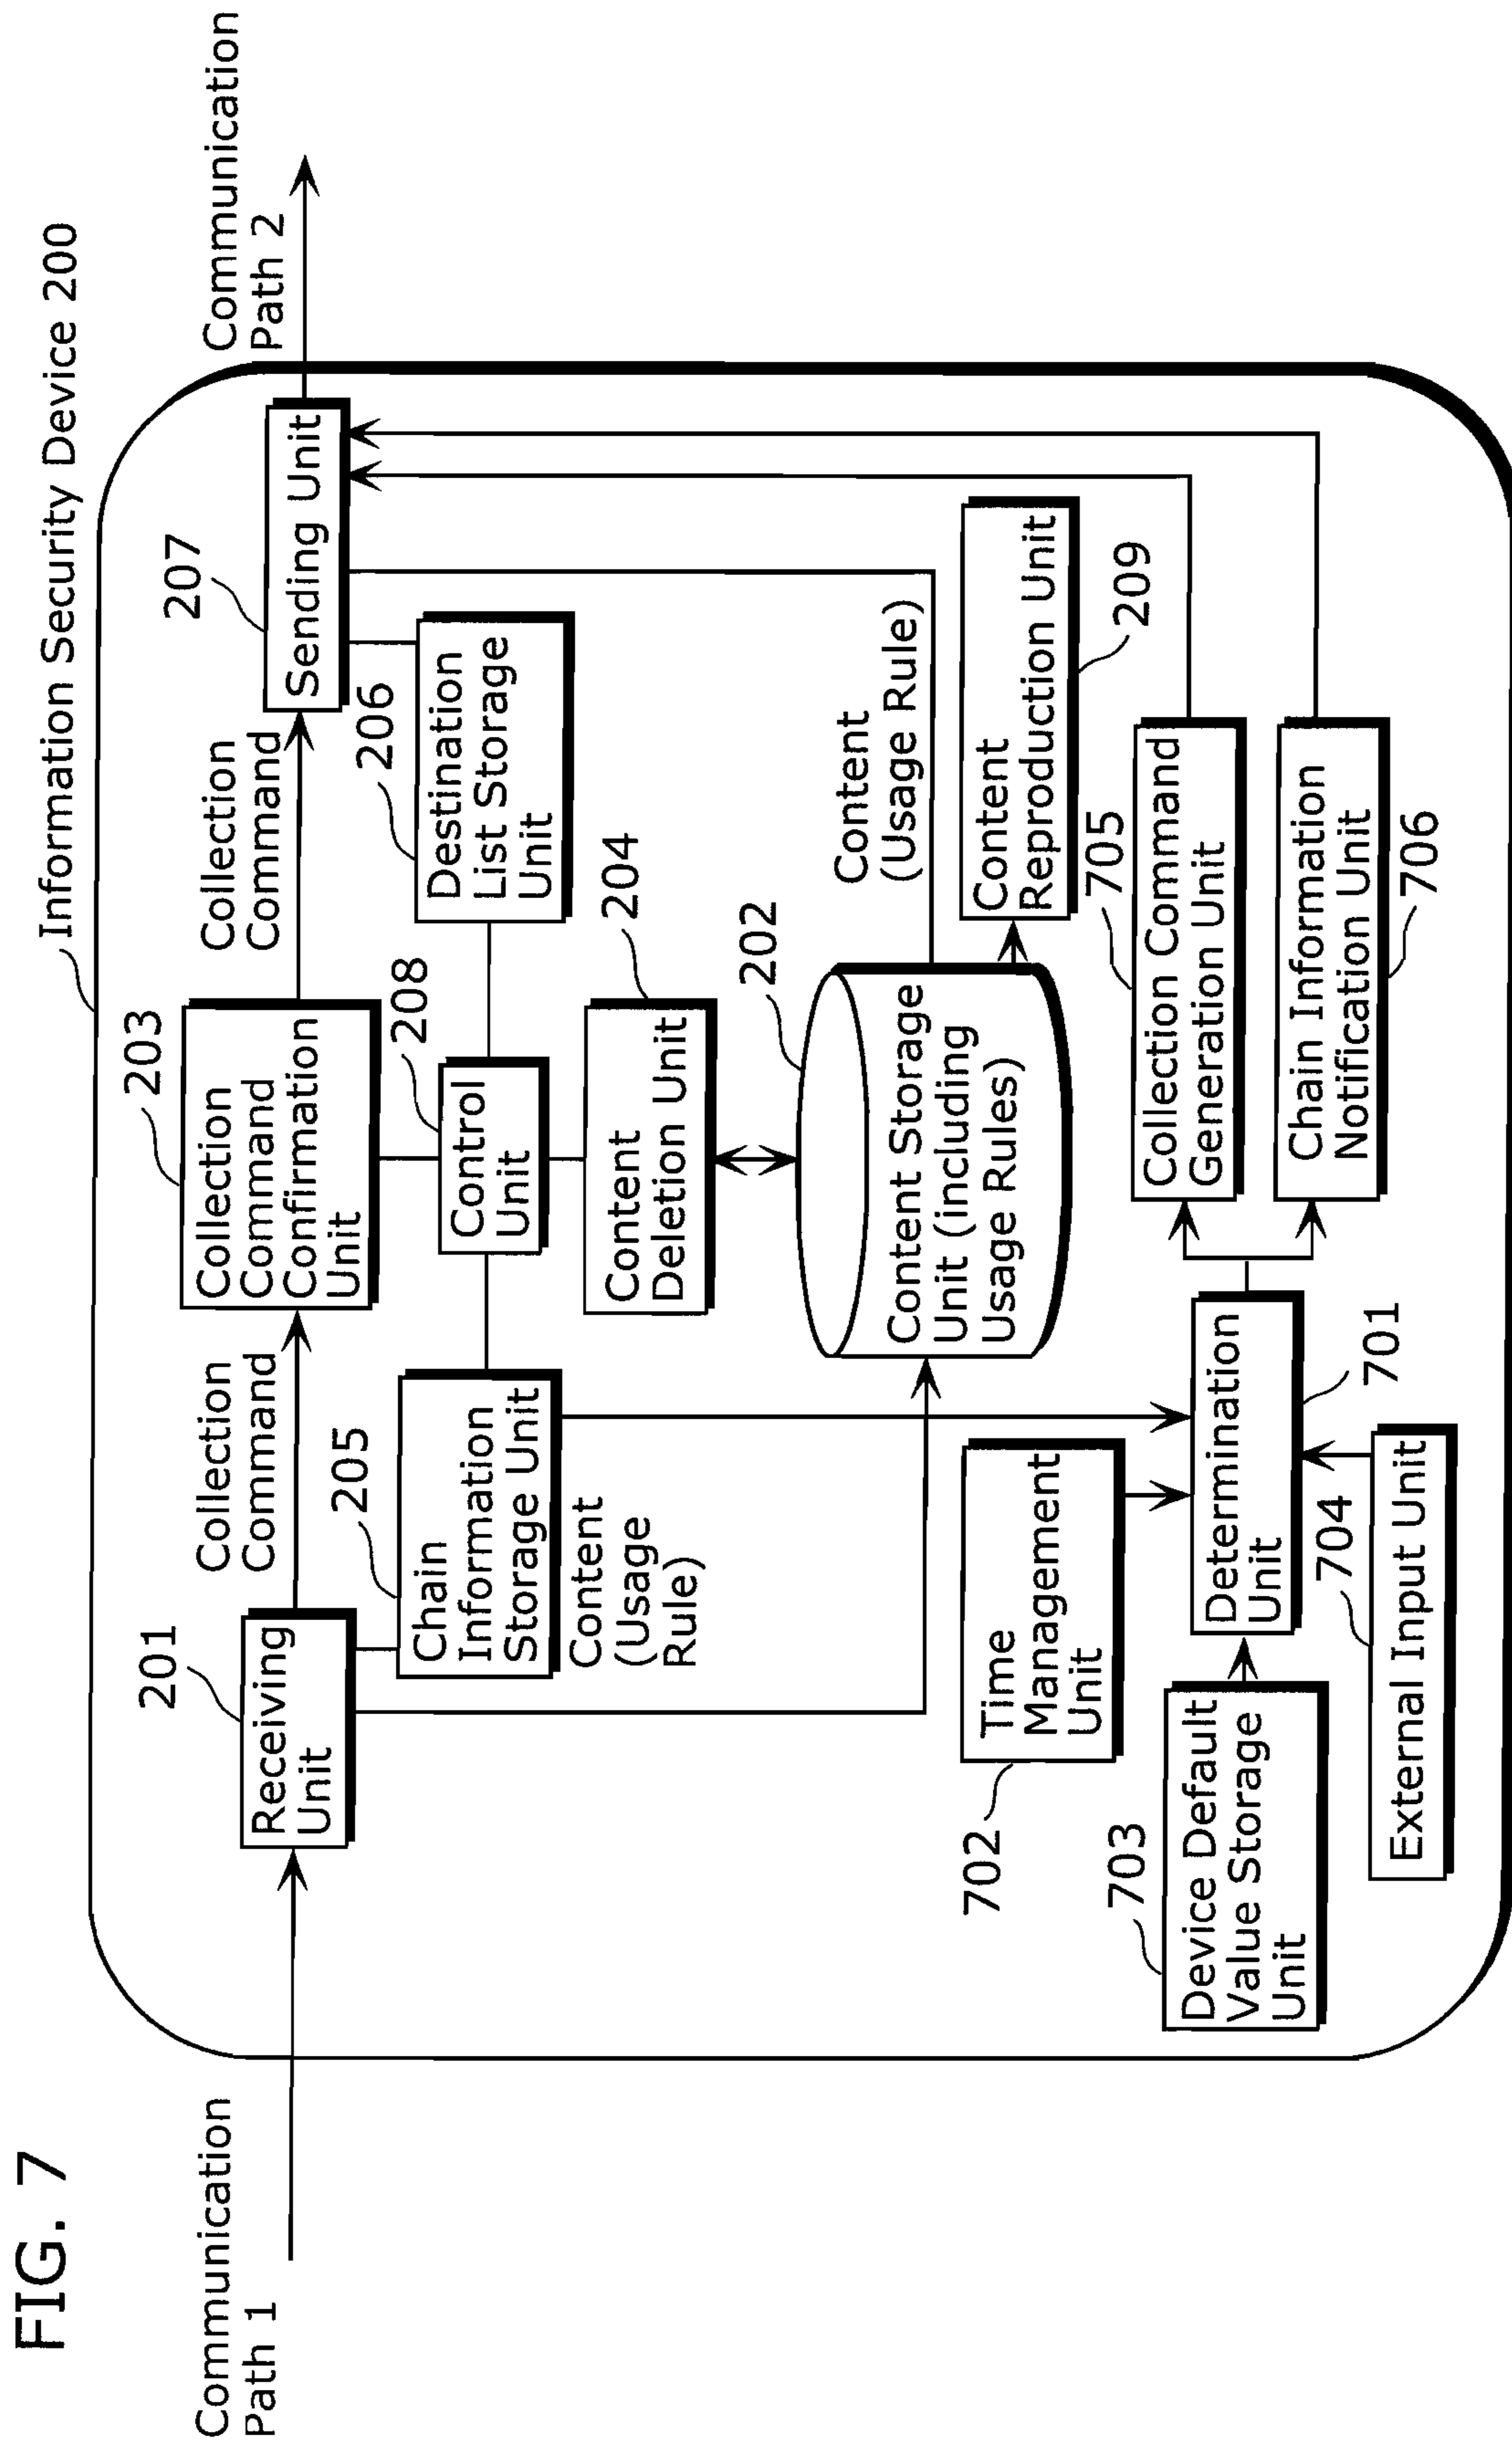 FIG. 7
Information Security Device 200
Communication
Path 1
Communication
Path 2
201
Receiving
Unit
Collection
Command
203
Collection
Command
Confirmation
Unit
Collection
Command
207
Sending Unit
205
Chain
Information
Storage Unit
208
Control
Unit
206
Destination
List Storage
Unit
204
Content
Deletion Unit
Content
(Usage
Rule)
202
Content Storage
Unit (including
Usage Rules)
Content
(Usage Rule)
Content
Reproduction Unit
209
702
Time
Management
Unit
703
Device Default
Value Storage
Unit
Determination
Unit
701
704
External Input Unit
705
Collection Command
Generation Unit
Chain Information
Notification Unit
706